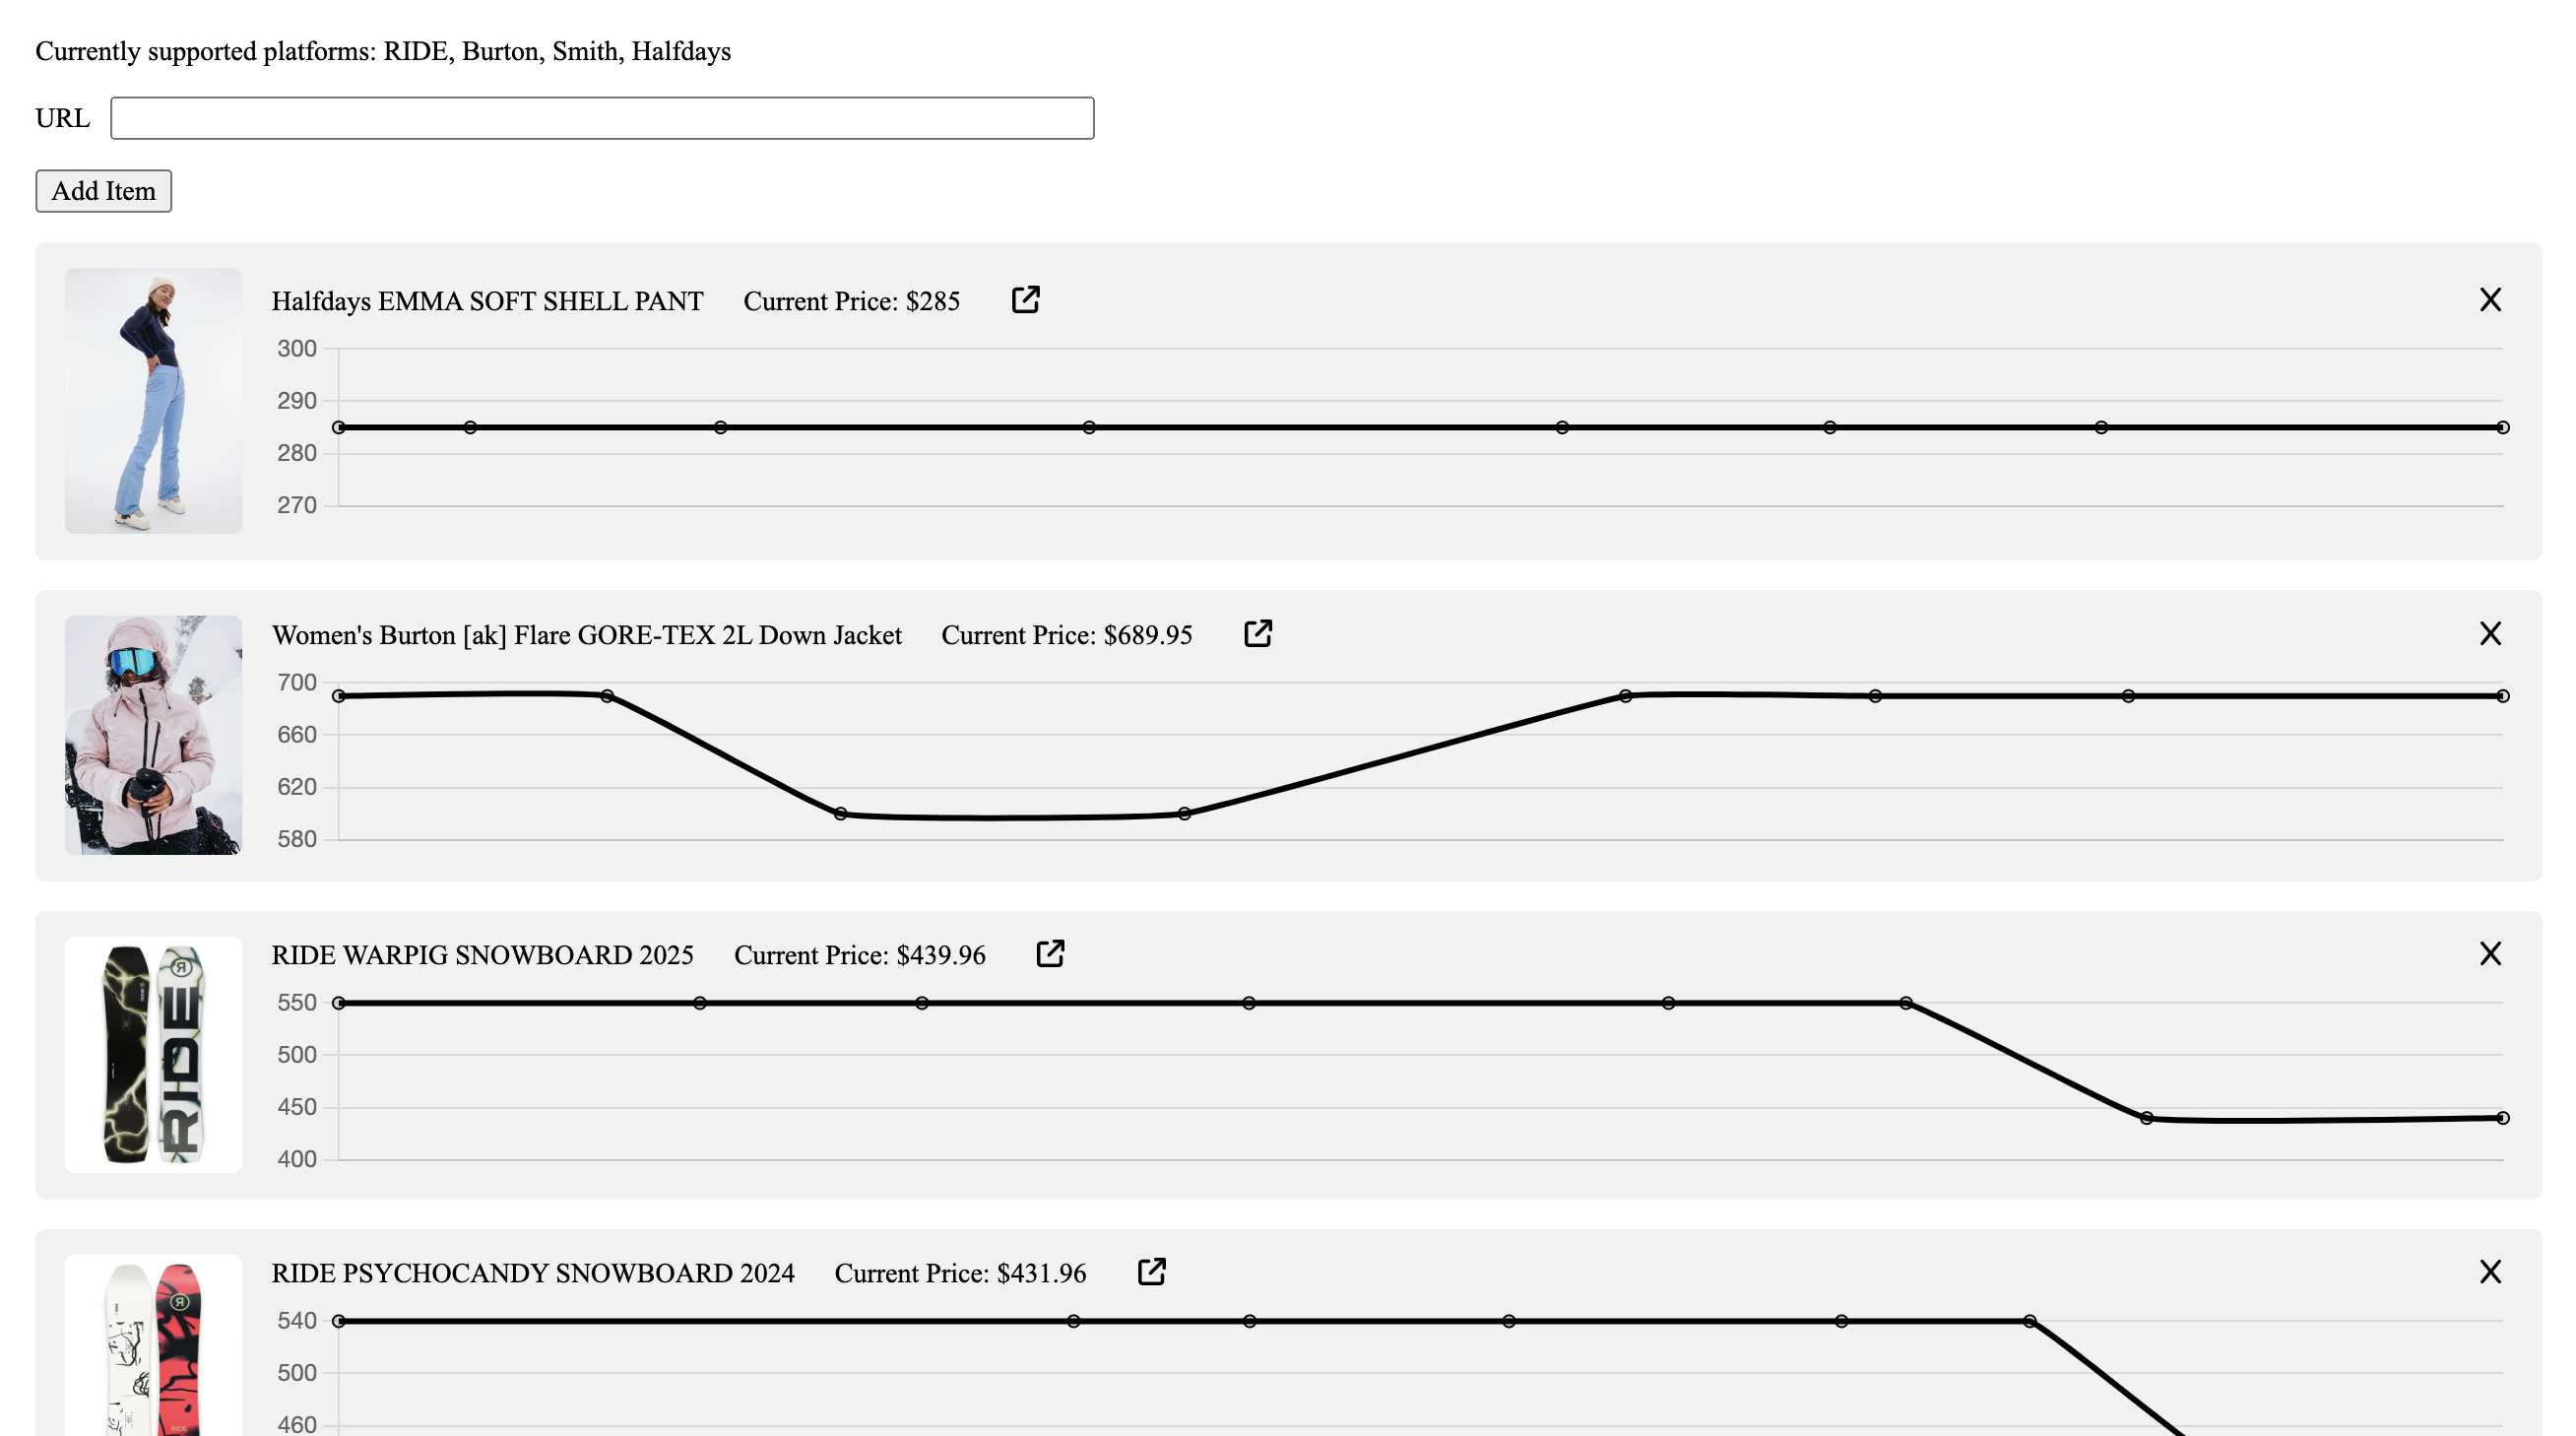 Currently supported platforms: RIDE, Burton, Smith, Halfdays
URL
Add Item
Halfdays EMMA SOFT SHELL PANT Current Price: $285 X
300
290
280
270
Women's Burton [ak] Flare GORE-TEX 2L Down Jacket Current Price: $689.95 X
700
660
620
580
RIDE WARPIG SNOWBOARD 2025 Current Price: $439.96 X
RIDE
550
500
450
400
RIDE PSYCHOCANDY SNOWBOARD 2024 Current Price: $431.96 X
RIDE
540
500
460